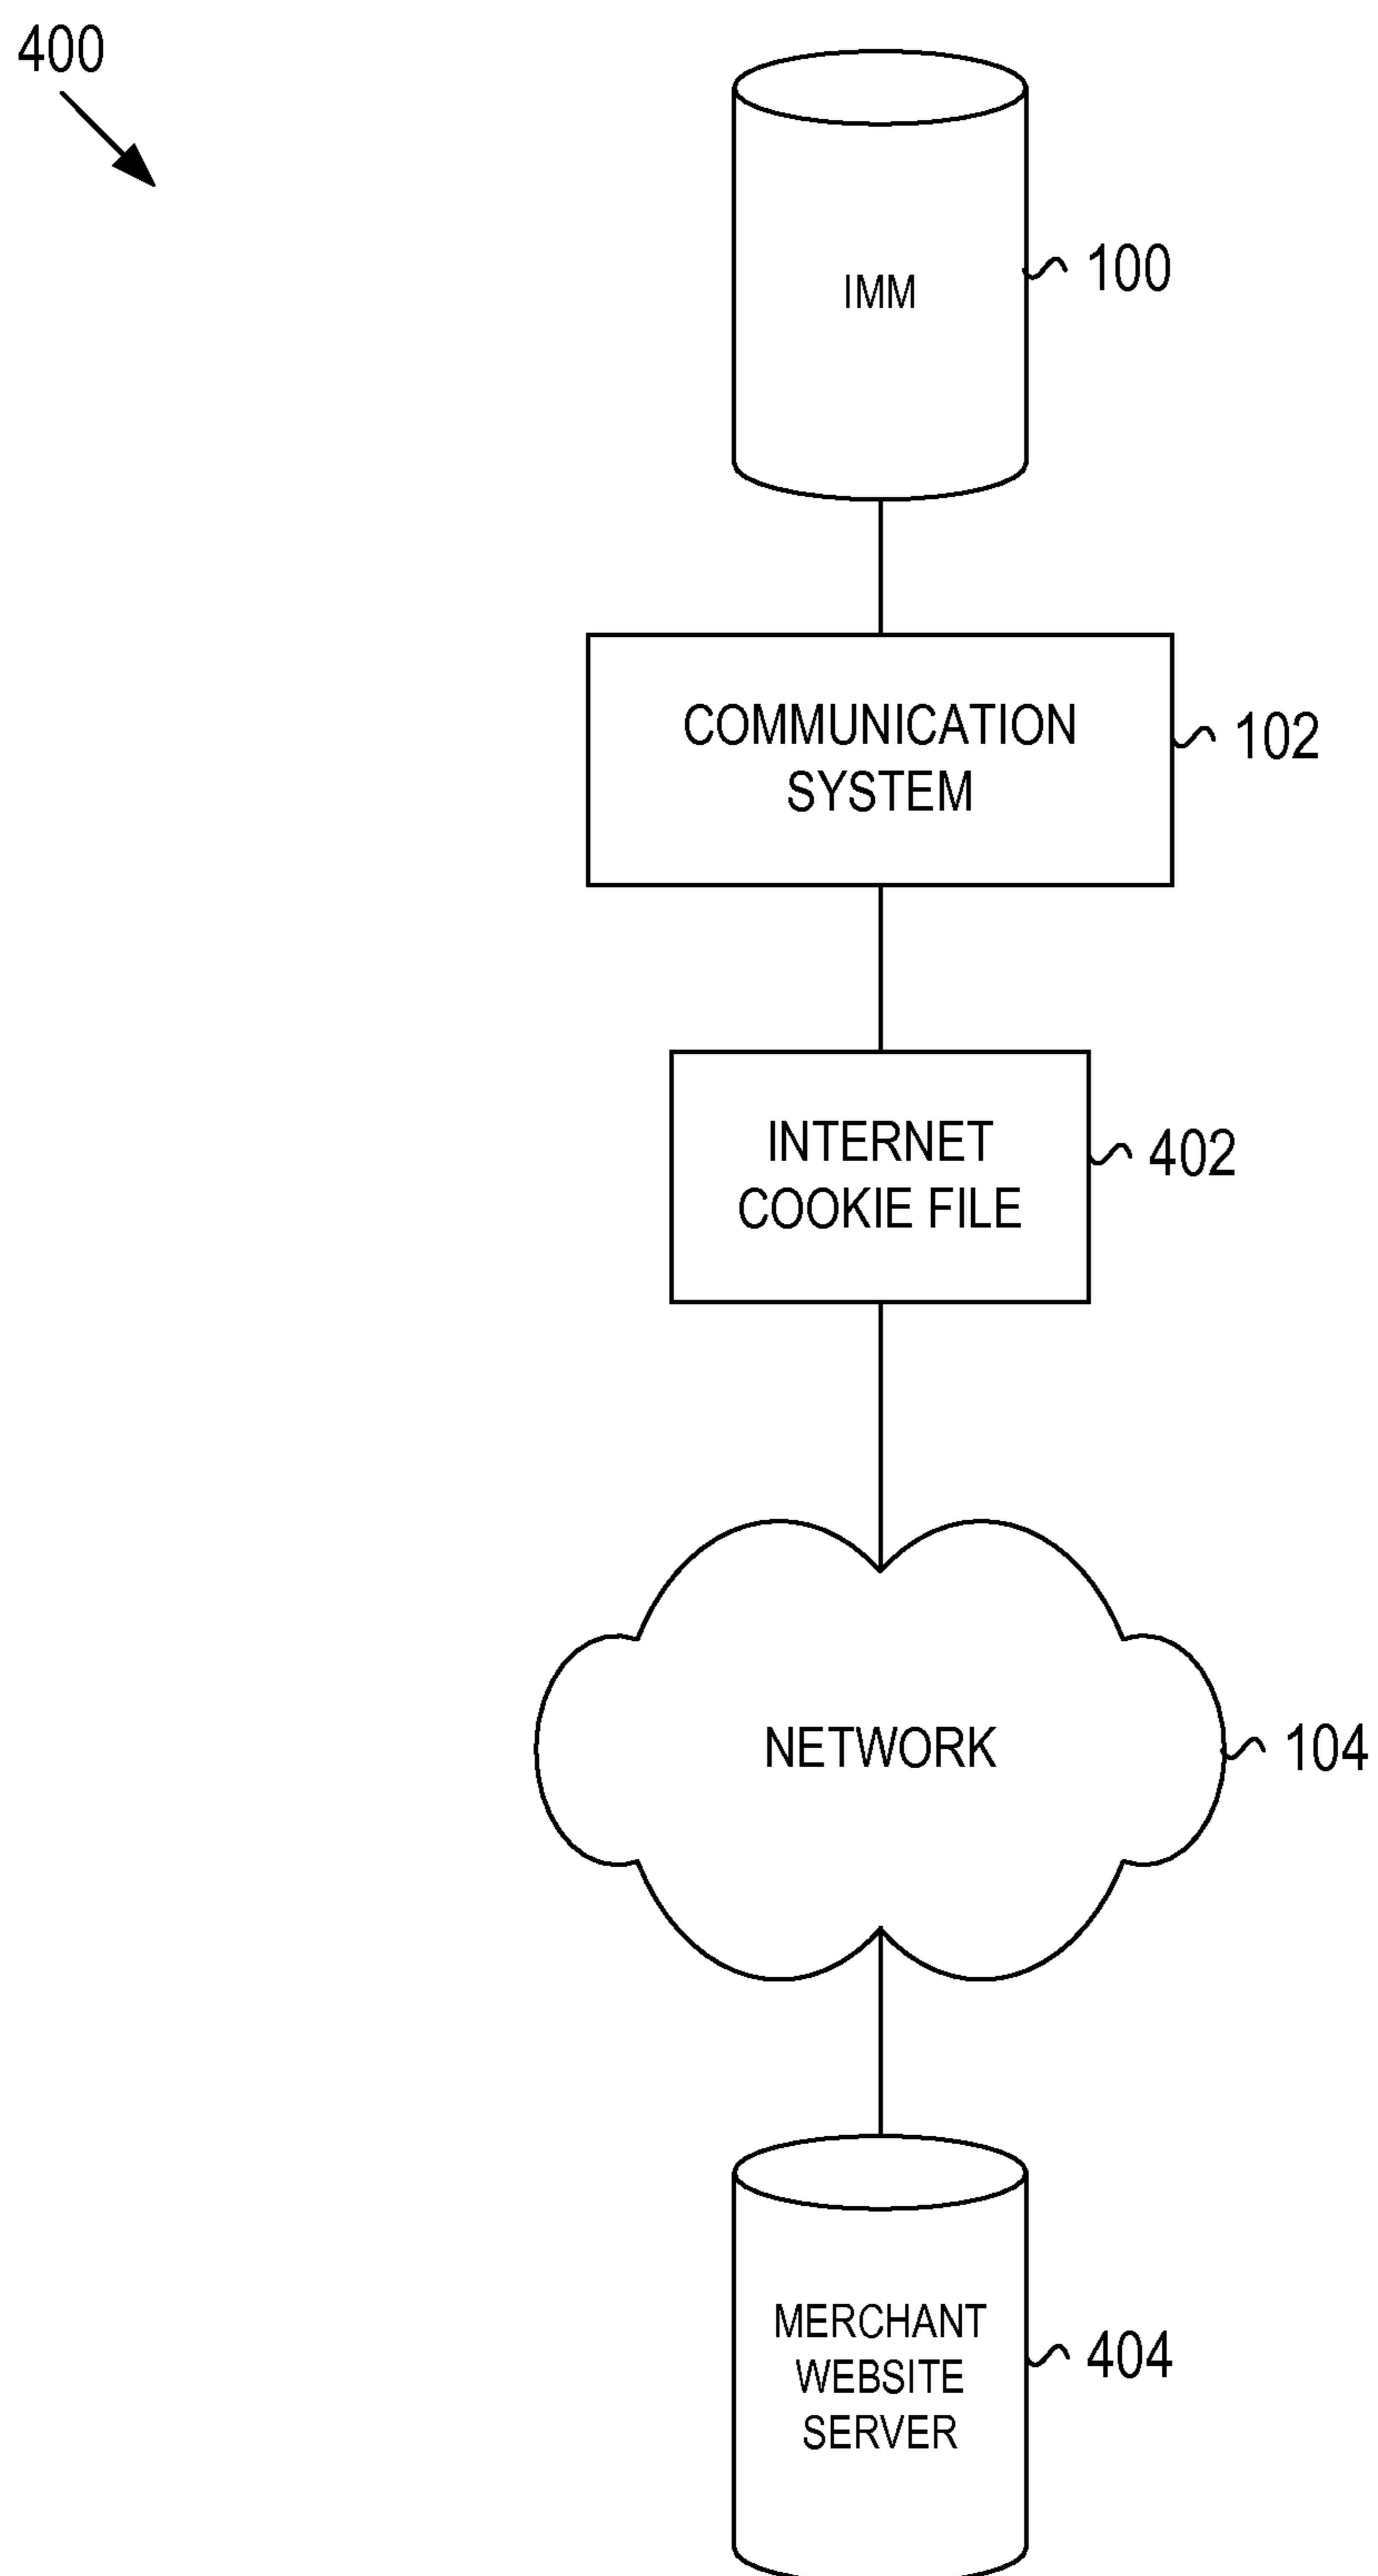 400
IMM
100
COMMUNICATION
SYSTEM
102
INTERNET
COOKIE FILE
402
NETWORK
104
MERCHANT
WEBSITE
SERVER
404